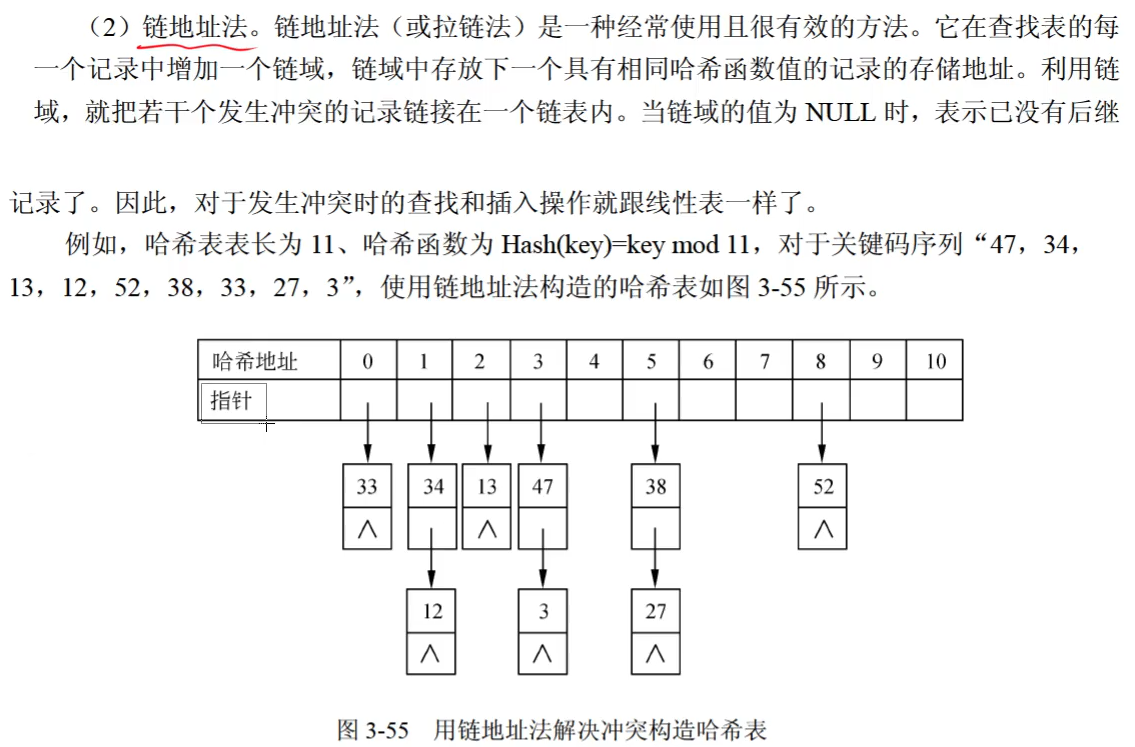 （2）链地址法。链地址法（或拉链法）是一种经常使用且很有效的方法。它在查找表的每
一个记录中增加一个链域，链域中存放下一个具有相同哈希函数值的记录的存储地址。利用链
域，就把若干个发生冲突的记录链接在一个链表内。当链域的值为 NULL 时，表示已没有后继
记录了。因此，对于发生冲突时的查找和插入操作就跟线性表一样了。
例如，哈希表表长为 11、哈希函数为 Hash(key)=key mod 11，对于关键码序列“47，34，
13，12，52，38，33，27，3”，使用链地址法构造的哈希表如图 3-55 所示。
哈希地址 0 1 2 3 4 5 6 7 8 9 10
指针
33 34 13 47 38 52
∧ ∧ ∧
12 3 27
∧ ∧ ∧
图 3-55 用链地址法解决冲突构造哈希表